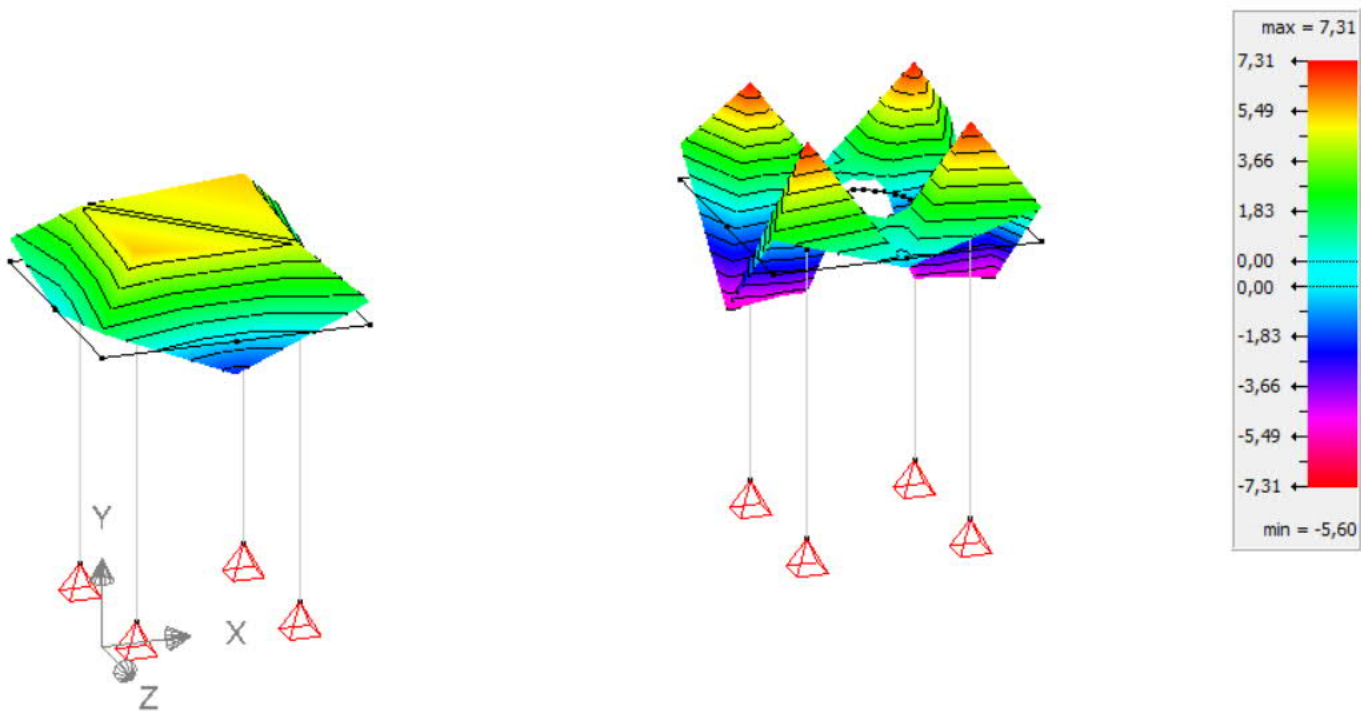 max = 7,31
7,31
5,49
3,66
1,83
0,00
0,00
-1,83
-3,66
-5,49
-7,31
min = -5,60
Y
X
Z